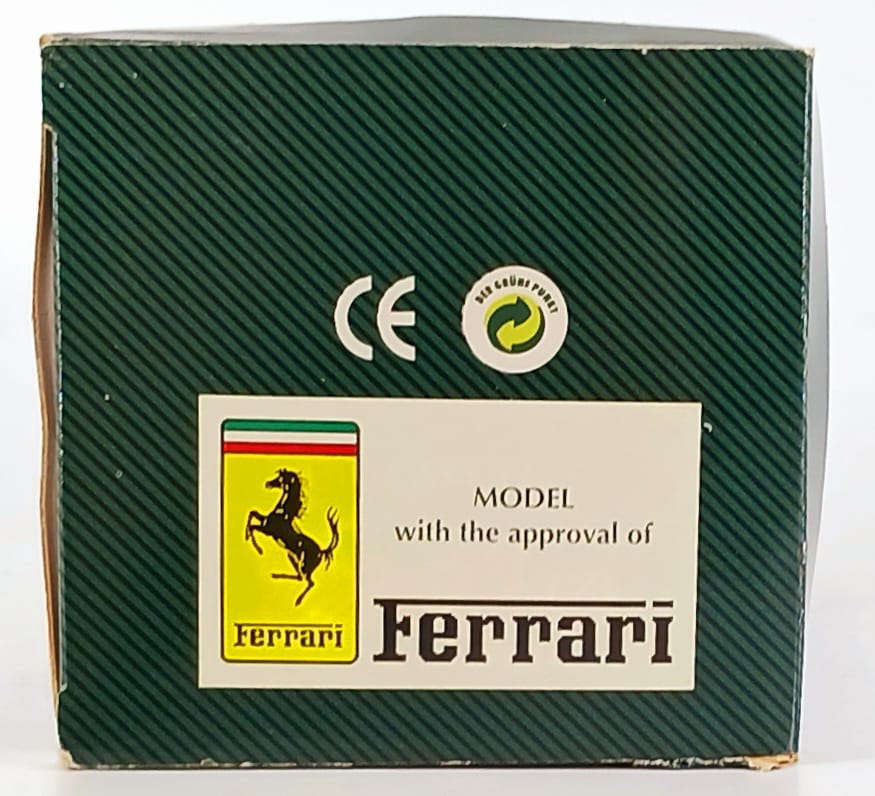 CE
DER GRÜNE PUNKT
MODEL
with the approval of
Ferrari
Ferrari